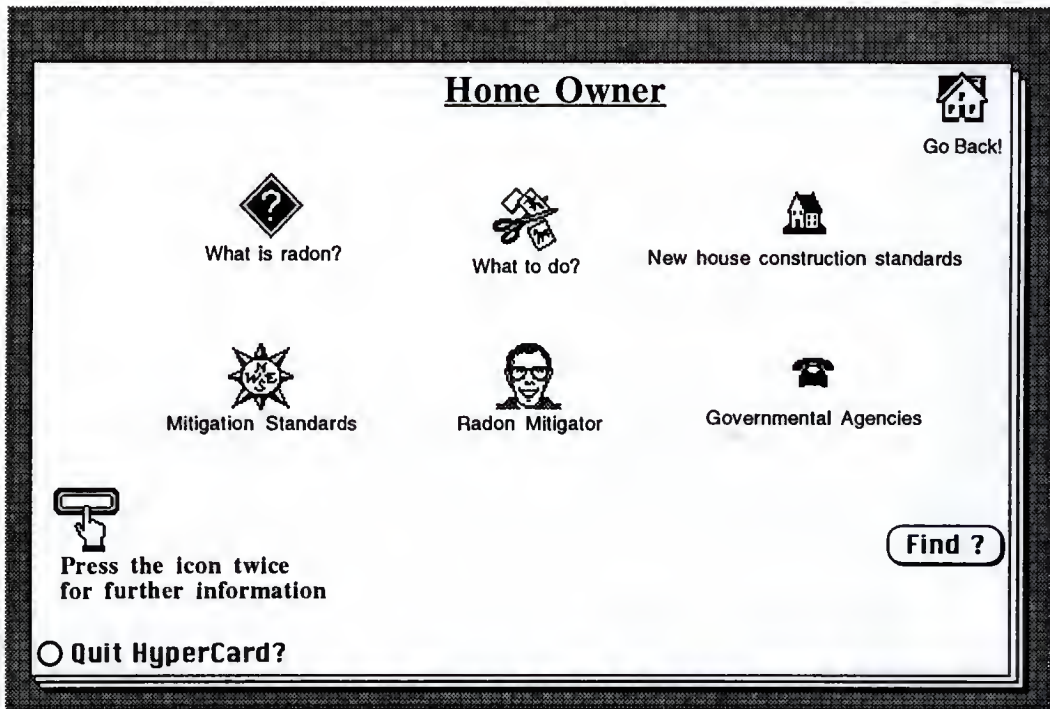 Home Owner
Go Back!
?
What is radon?
What to do?
New house construction standards
N
W E
S
Mitigation Standards
Radon Mitigator
Governmental Agencies
Press the icon twice
for further information
Find ?
Quit HyperCard?